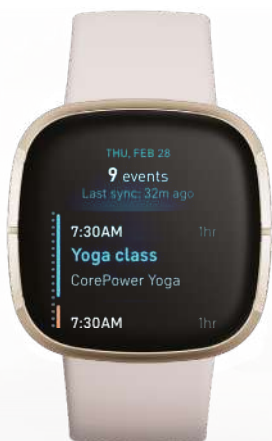 THU, FEB 28
9 events
Last sync: 32m ago
7:30AM 1hr
Yoga class
CorePower Yoga
7:30AM 1hr